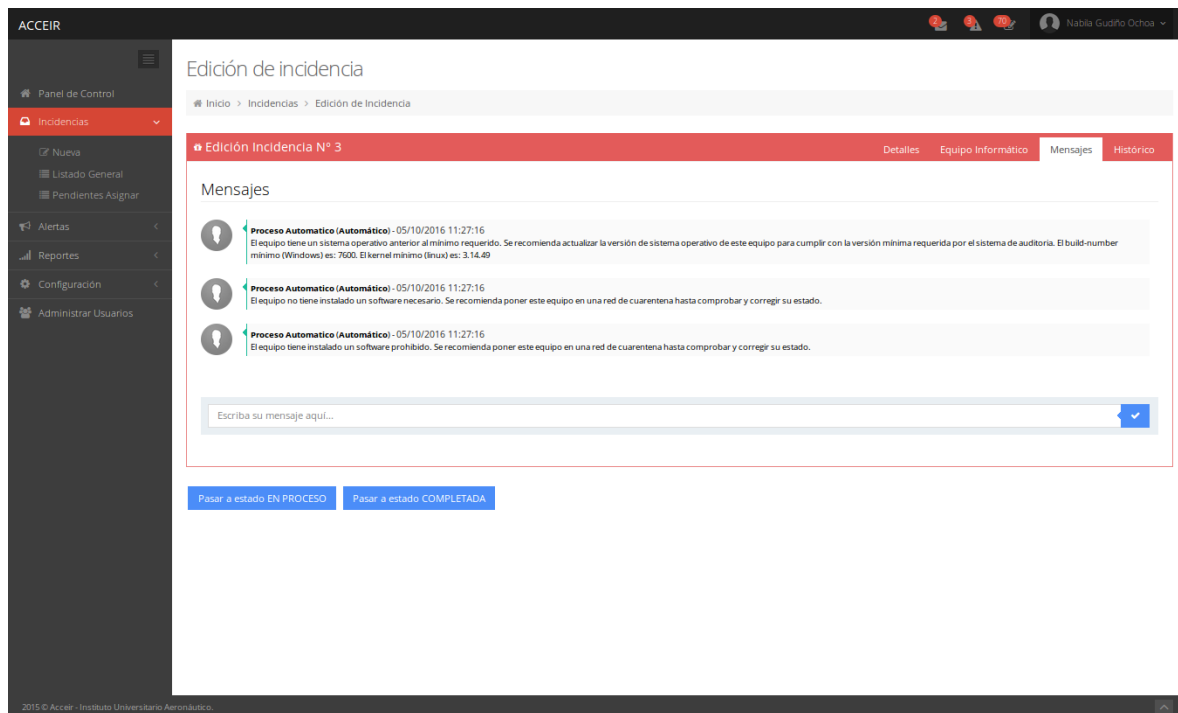 ACCEIR
2
3
70
Nabila Gudiño Ochoa
Panel de Control
Incidencias
Nueva
Listado General
Pendientes Asignar
Alertas
Reportes
Configuración
Administrar Usuarios
Edición de incidencia
Inicio > Incidencias > Edición de Incidencia
Edición Incidencia N° 3
Detalles
Equipo Informático
Mensajes
Histórico
Mensajes
Proceso Automatico (Automático) - 05/10/2016 11:27:16
El equipo tiene un sistema operativo anterior al mínimo requerido. Se recomienda actualizar la versión de sistema operativo de este equipo para cumplir con la versión mínima requerida por el sistema de auditoria. El build-number
mínimo (Windows) es: 7600. El kernel mínimo (linux) es: 3.14.49
Proceso Automatico (Automático) - 05/10/2016 11:27:16
El equipo no tiene instalado un software necesario. Se recomienda poner este equipo en una red de cuarentena hasta comprobar y corregir su estado.
Proceso Automatico (Automático) - 05/10/2016 11:27:16
El equipo tiene instalado un software prohibido. Se recomienda poner este equipo en una red de cuarentena hasta comprobar y corregir su estado.
Escriba su mensaje aquí...
Pasar a estado EN PROCESO
Pasar a estado COMPLETADA
2015 © Acceir - Instituto Universitario Aeronáutico.